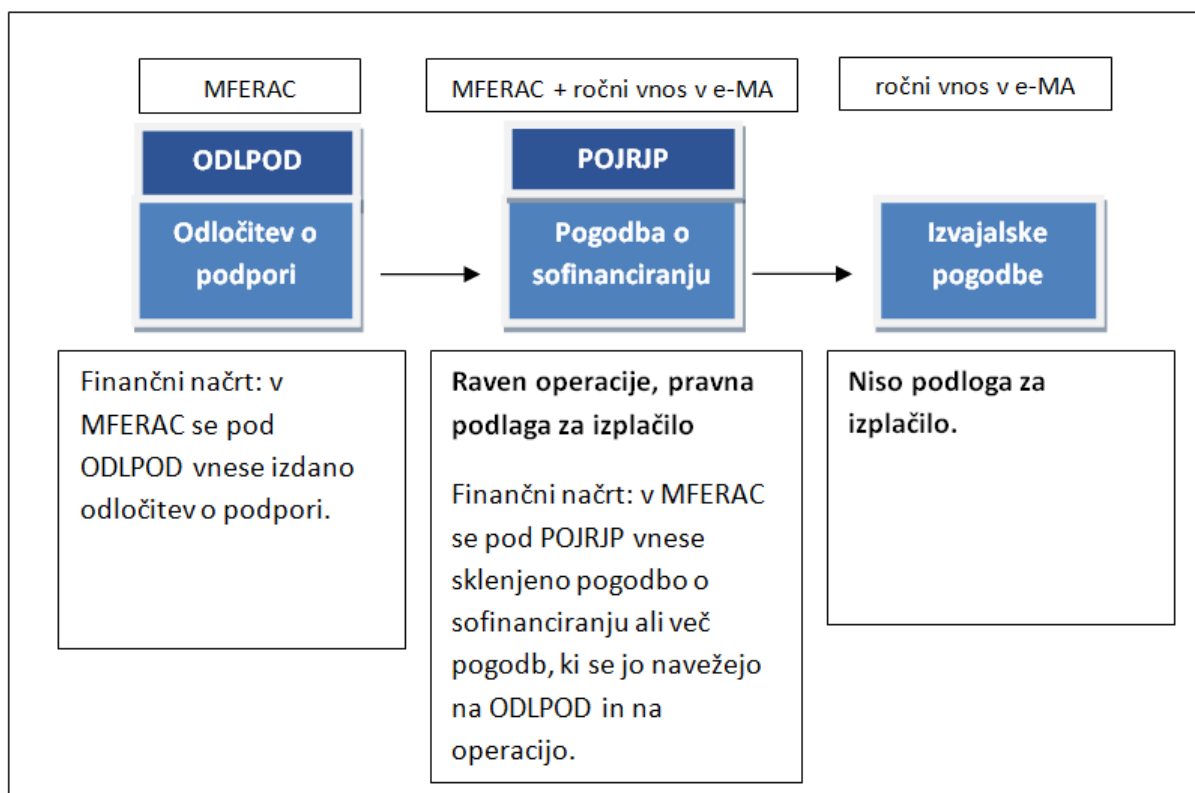 MFERAC
MFERAC + ročni vnos v e-MA
ročni vnos v e-MA
ODLPOD
Odločitev o
podpori
POJRJP
Pogodba o
sofinanciranju
Izvajalske
pogodbe
Finančni načrt: v
MFERAC se pod
ODLPOD vnese izdano
odločitev o podpori.
Raven operacije, pravna
podlaga za izplačilo
Finančni načrt: v MFERAC
se pod POJRJP vnese
sklenjeno pogodbo o
sofinanciranju ali več
pogodb, ki se jo navežejo
na ODLPOD in na
operacijo.
Niso podloga za
izplačilo.